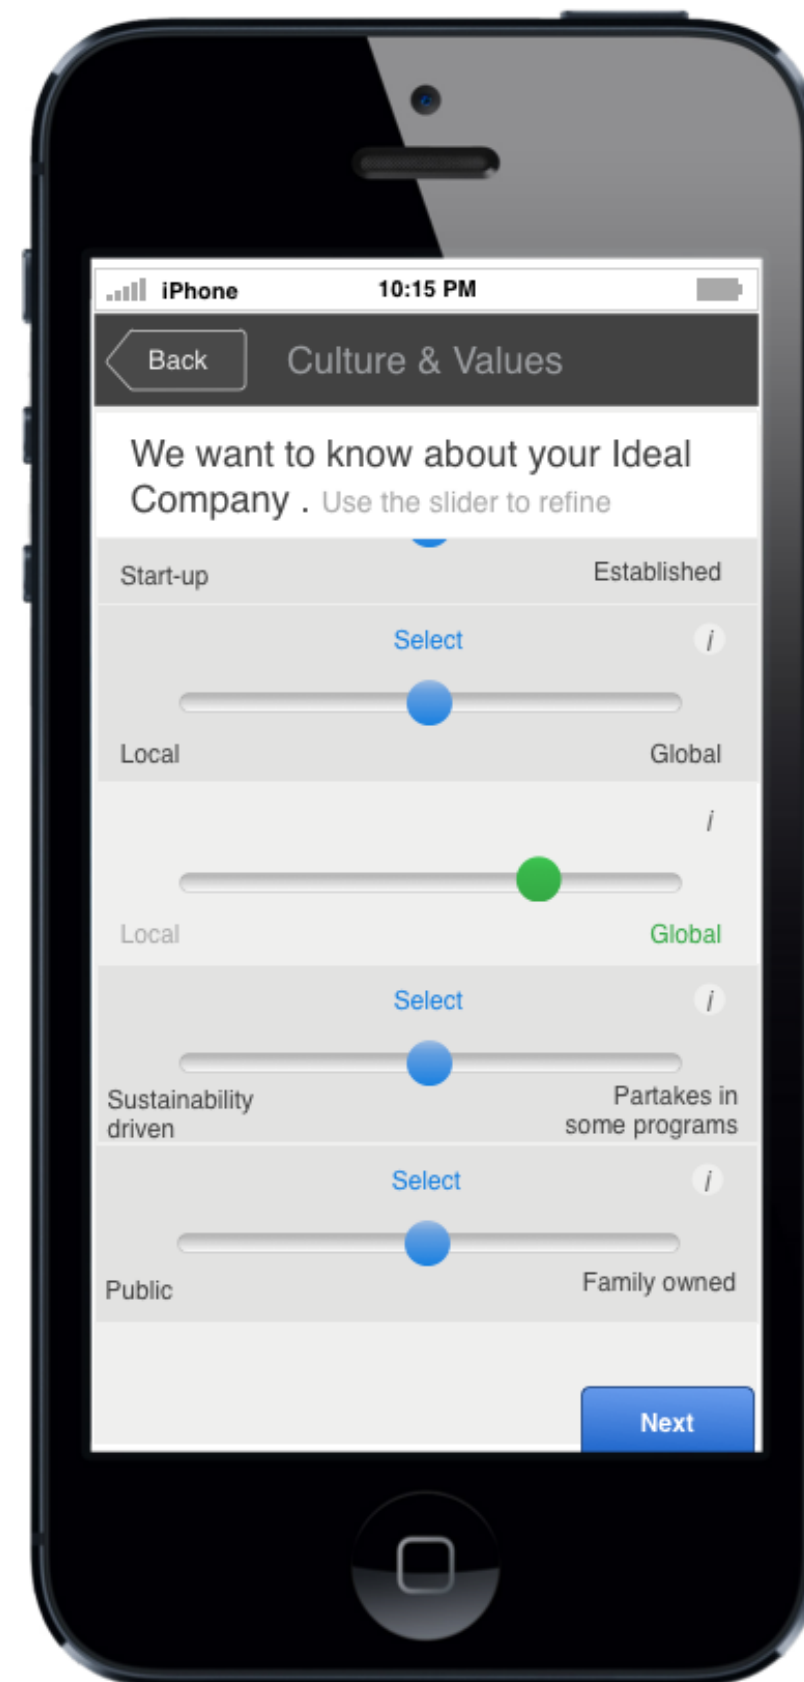 iPhone 10:15 PM
Back Culture & Values
We want to know about your Ideal
Company . Use the slider to refine
Start-up Established
Select i
Local Global
i
Local Global
Select i
Sustainability Partakes in
driven some programs
Select i
Public Family owned
Next